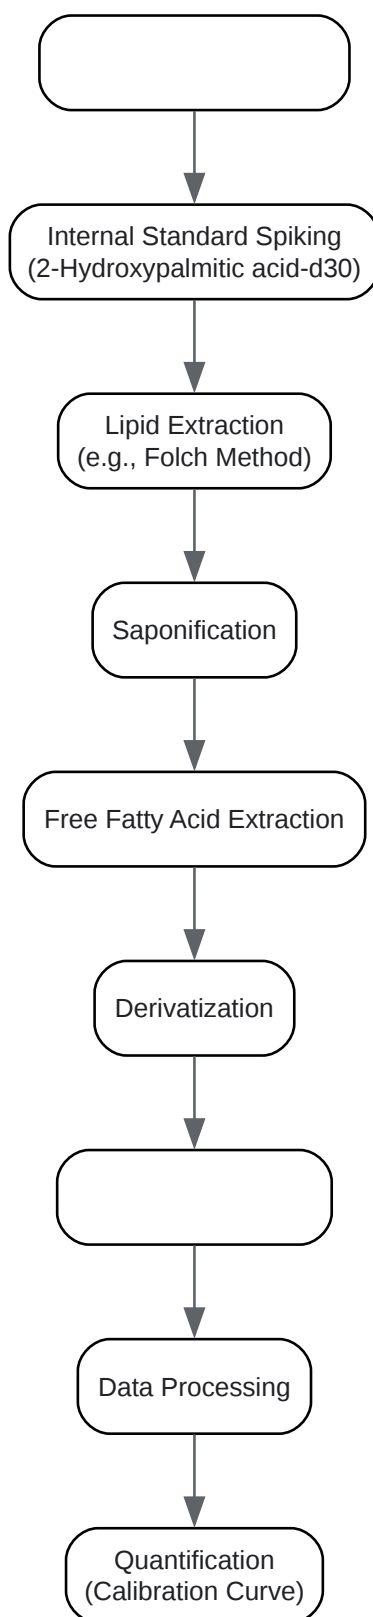 Internal Standard Spiking
(2-Hydroxypalmitic acid-d30)
Lipid Extraction
(e.g., Folch Method)
Saponification
Free Fatty Acid Extraction
Derivatization
Data Processing
Quantification
(Calibration Curve)